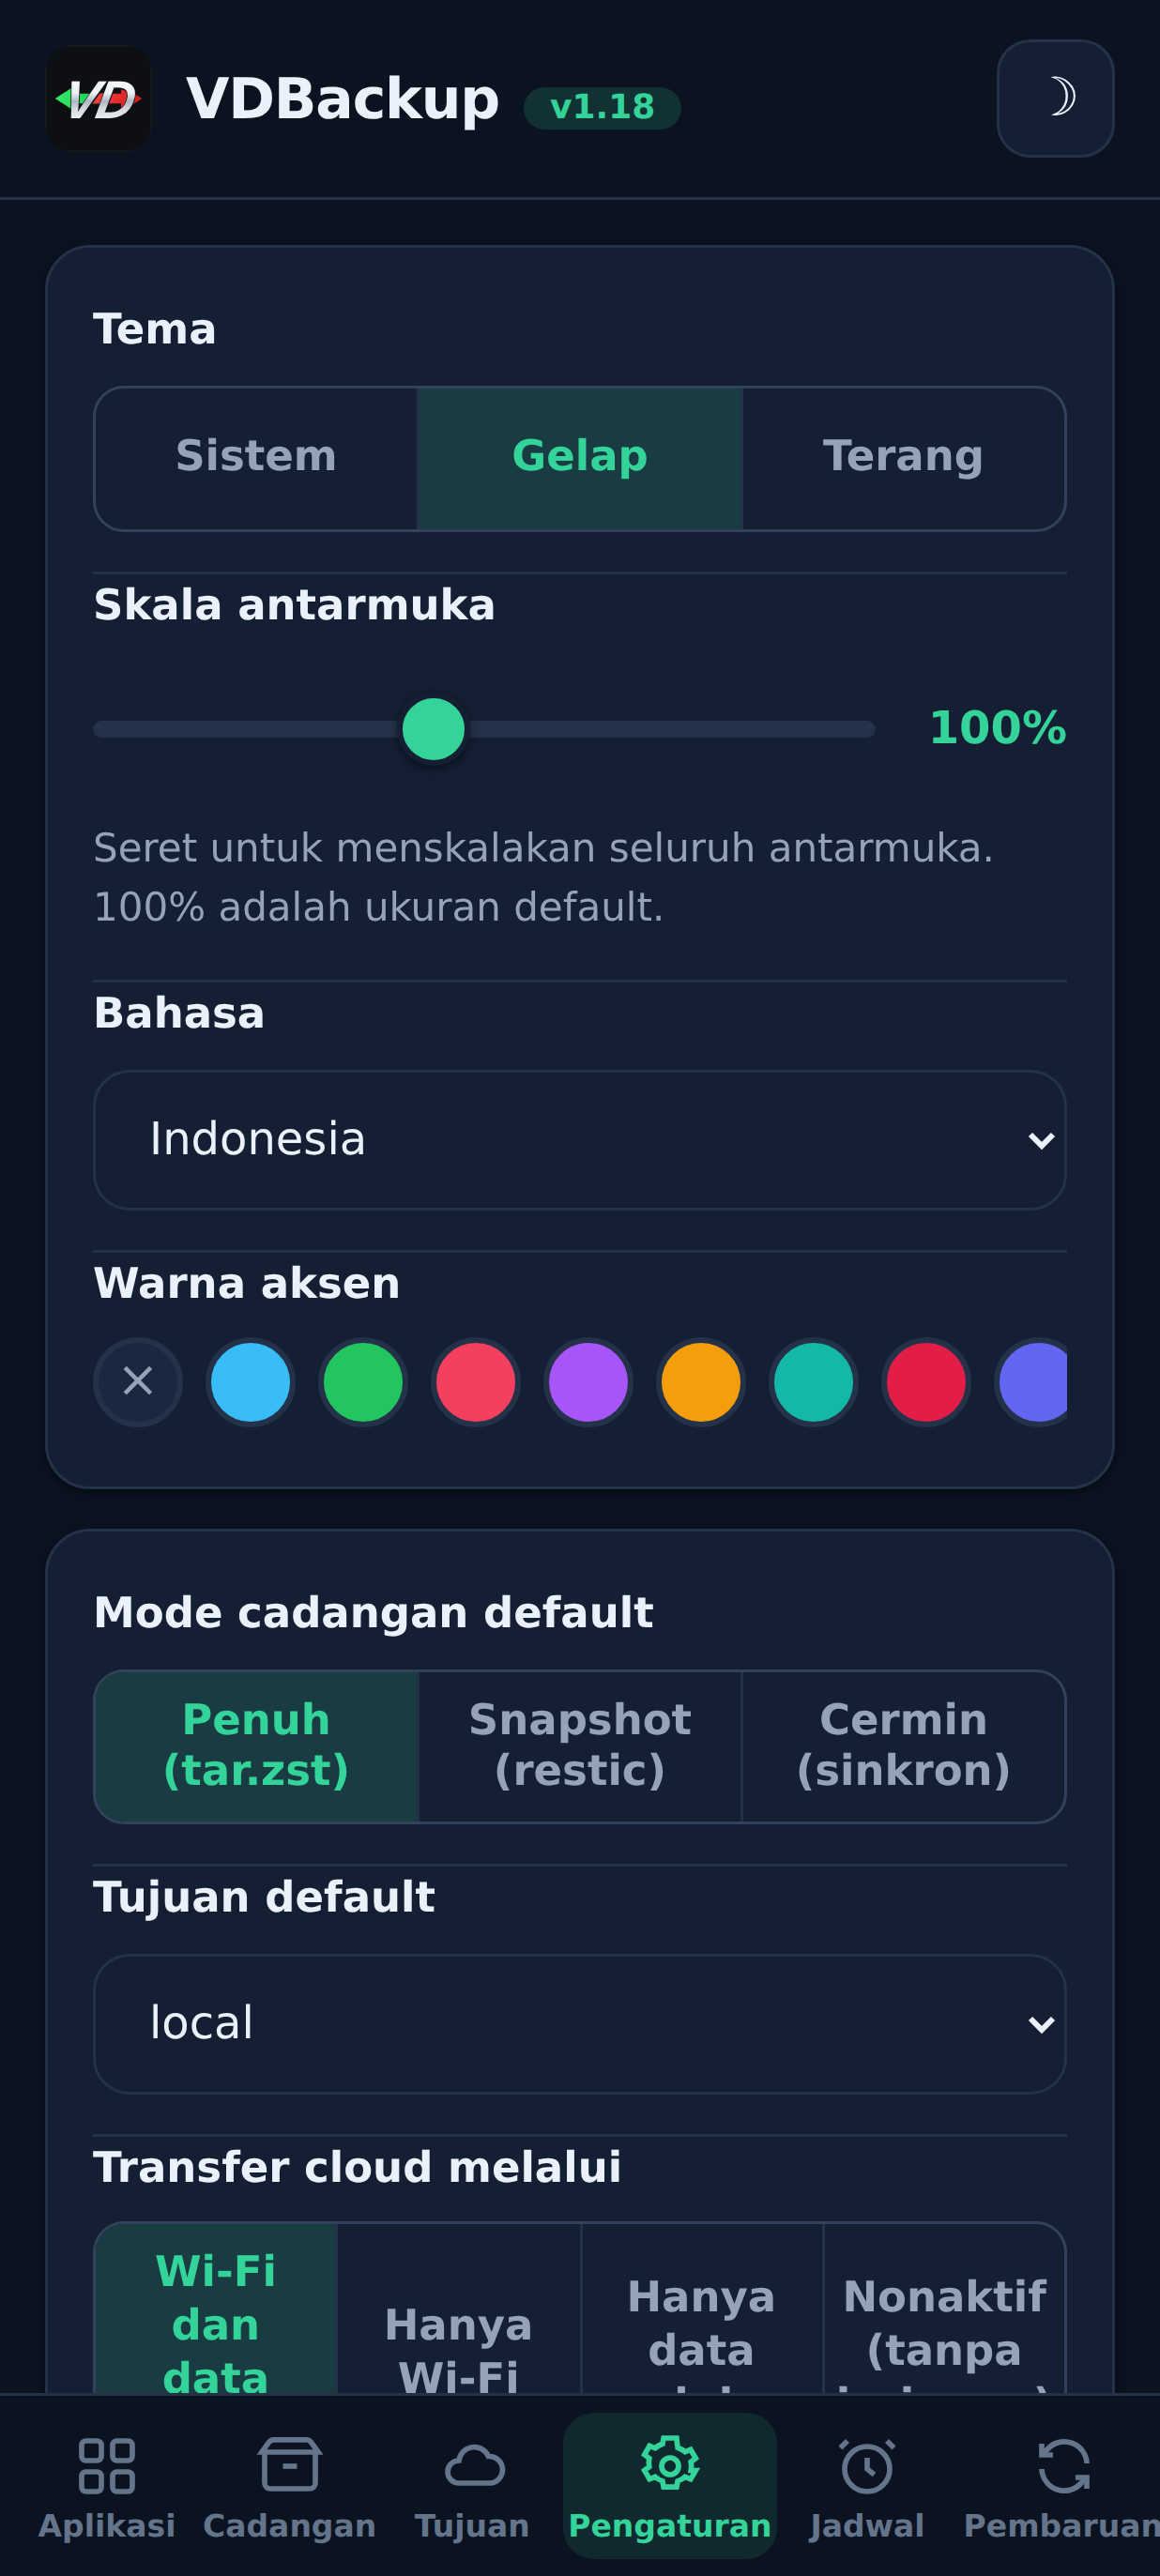 VD
VDBackup v1.18
Tema
Sistem Gelap Terang
Skala antarmuka
100%
Seret untuk menskalakan seluruh antarmuka.
100% adalah ukuran default.
Bahasa
Indonesia
Warna aksen
Mode cadangan default
Penuh (tar.zst)
Snapshot (restic)
Cermin (sinkron)
Tujuan default
local
Transfer cloud melalui
Wi-Fi
dan
data
Hanya
Wi-Fi
Hanya
data
Nonaktif
(tanpa
Aplikasi Cadangan Tujuan Pengaturan Jadwal Pembaruan